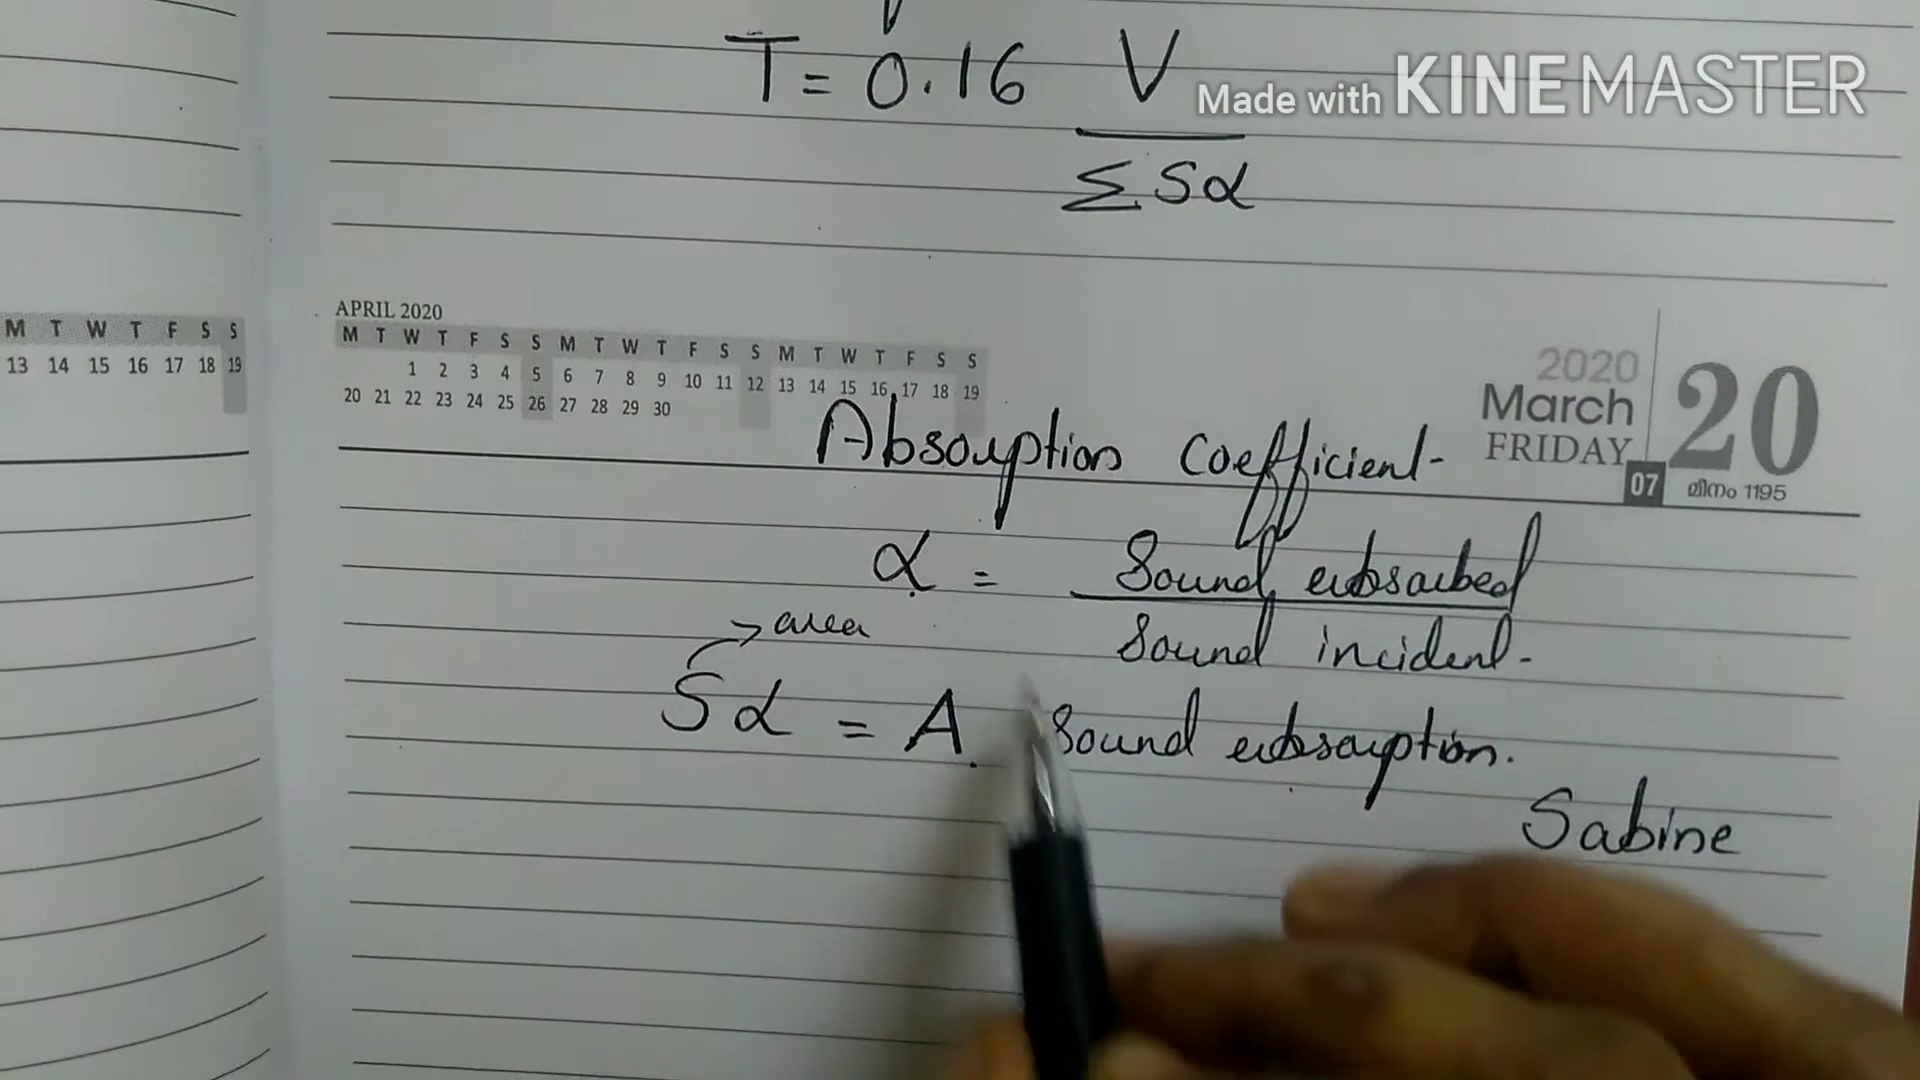 T = 0.16 V
Made with KINEMASTER
Σ Sα
M T W T F S S
13 14 15 16 17 18 19
APRIL 2020
M T W T F S S M T W T F S S M T W T F S S
1 2 3 4 5 6 7 8 9 10 11 12 13 14 15 16 17 18 19
20 21 22 23 24 25 26 27 28 29 30
2020
March
FRIDAY
20
07
മീനം 1195
Absorption Coefficient-
α = Sound absorbed
Sound incident-
→ area
Sα = A. Sound absorption.
Sabine